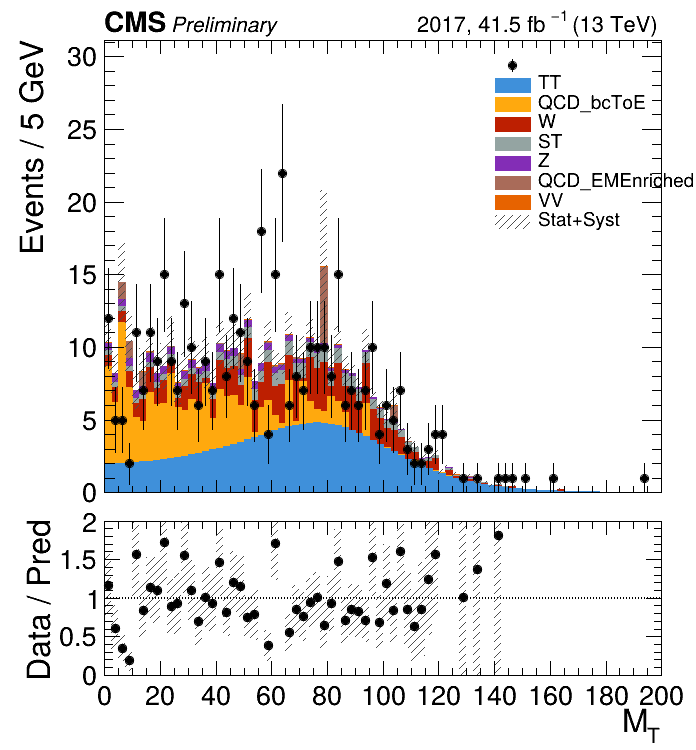 CMS Preliminary
2017, 41.5 fb⁻¹ (13 TeV)
Events / 5 GeV
30
25
20
15
10
5
0
TT
QCD_bcToE
W
ST
Z
QCD_EMEnriched
VV
Stat+Syst
Data / Pred
2
1.5
1
0.5
0
0 20 40 60 80 100 120 140 160 180 200
M_T